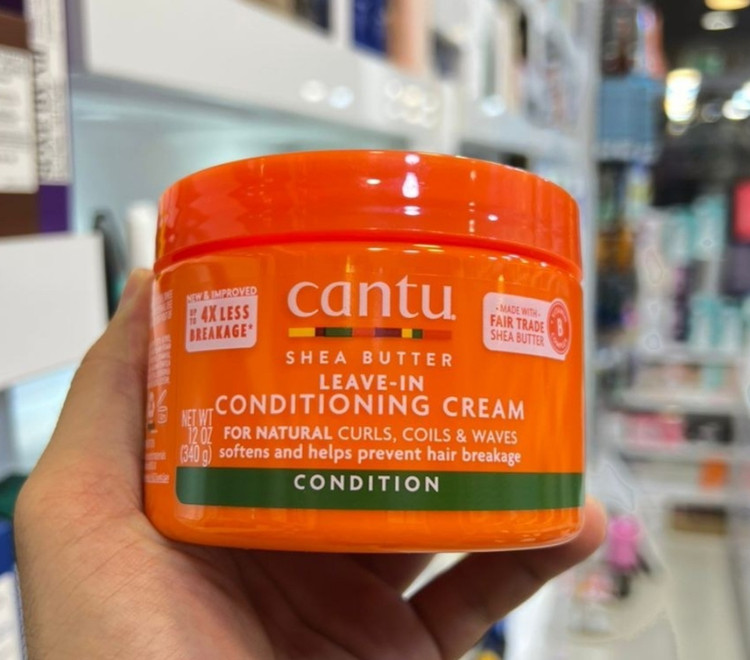 NEW & IMPROVED
UP TO 4X LESS
BREAKAGE*
cantu
SHEA BUTTER
• MADE WITH •
FAIR TRADE
SHEA BUTTER
B
LEAVE-IN
CONDITIONING CREAM
NET WT
12 OZ
(340 g)
FOR NATURAL CURLS, COILS & WAVES
softens and helps prevent hair breakage
CONDITION